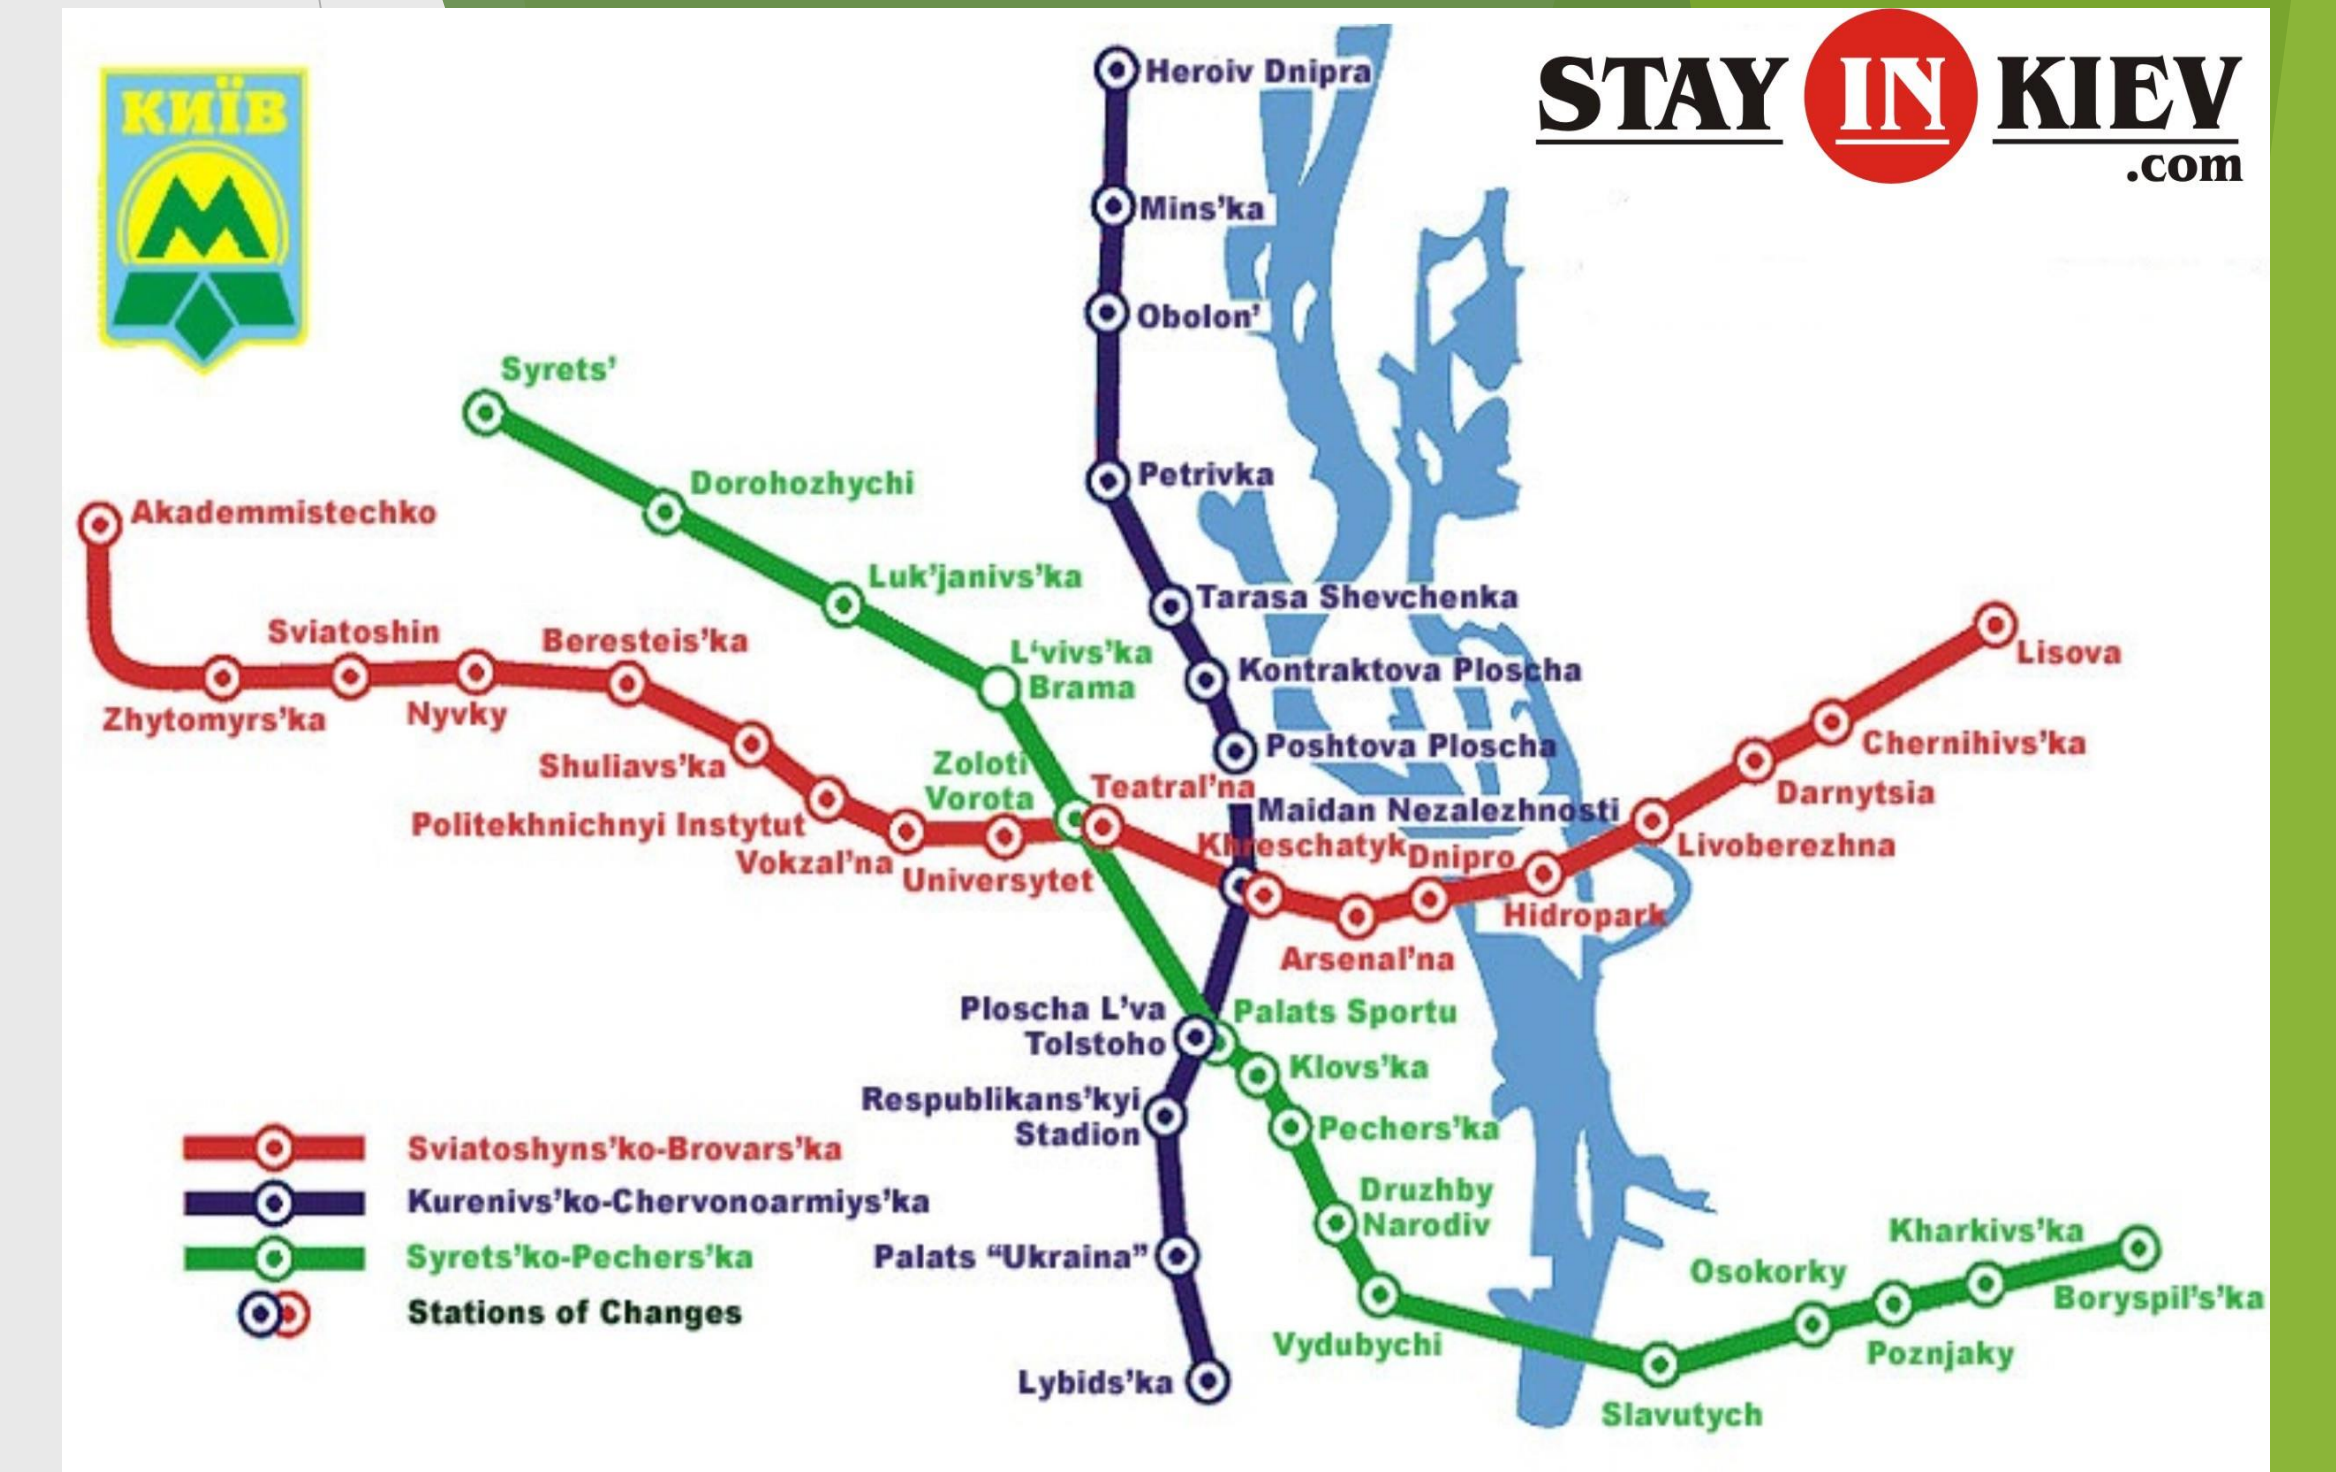 КИЇВ
STAY IN KIEV
.com
Heroiv Dnipra
Mins'ka
Obolon'
Petrivka
Tarasa Shevchenka
Kontraktova Ploscha
Poshtova Ploscha
Maidan Nezalezhnosti
Syrets'
Dorohozhychi
Luk'janivs'ka
L‘vivs'ka
Brama
Zoloti
Vorota
Akademmistechko
Zhytomyrs'ka
Sviatoshin
Nyvky
Beresteis'ka
Shuliavs'ka
Politekhnichnyi Instytut
Vokzal'na
Universytet
Teatral'na
Khreschatyk
Arsenal'na
Dnipro
Hidropark
Livoberezhna
Darnytsia
Chernihivs'ka
Lisova
Ploscha L'va
Tolstoho
Respublikans'kyi
Stadion
Palats “Ukraina”
Lybids'ka
Palats Sportu
Klovs'ka
Pechers'ka
Druzhby
Narodiv
Vydubychi
Slavutych
Osokorky
Poznjaky
Kharkivs'ka
Boryspil's'ka
Sviatoshyns'ko-Brovars'ka
Kurenivs'ko-Chervonoarmiys'ka
Syrets'ko-Pechers'ka
Stations of Changes